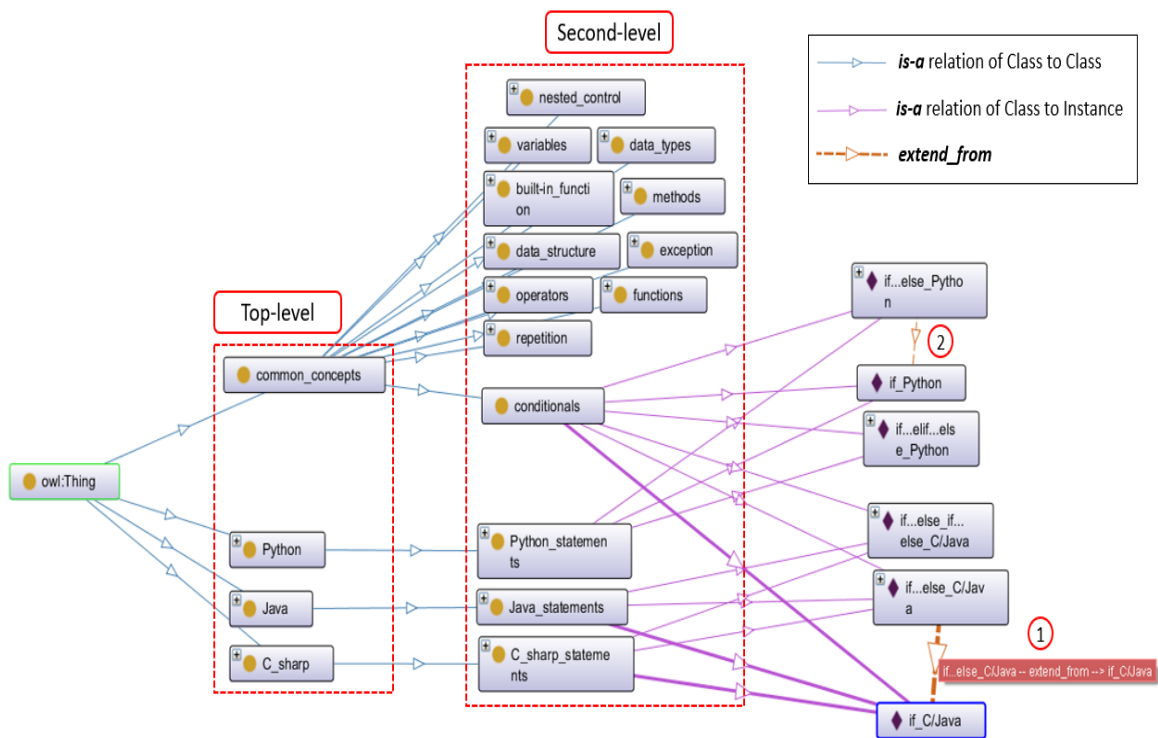 Second-level
is-a relation of Class to Class
is-a relation of Class to Instance
extend_from
nested_control
variables
data_types
built-in_functi
on
methods
data_structure
exception
operators
functions
repetition
Top-level
common_concepts
conditionals
if...else_Pytho
n
2
if_Python
if...elif...els
e_Python
owl:Thing
Python
Python_statemen
ts
if...else_if...
else_C/Java
Java
Java_statements
if...else_C/Jav
a
C_sharp
C_sharp_stateme
nts
1
if...else_C/Java -- extend_from --> if_C/Java
if_C/Java